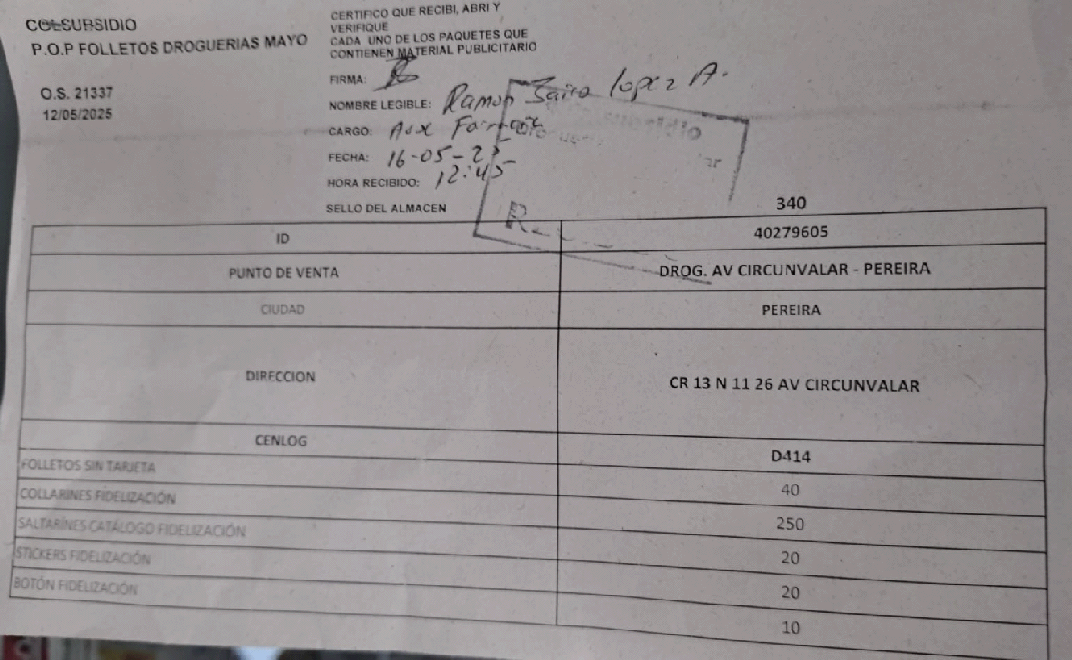 COLSUBSIDIO
P.O.P FOLLETOS DROGUERIAS MAYO
O.S. 21337
12/05/2025
CERTIFICO QUE RECIBI, ABRI Y
VERIFIQUE
CADA UNO DE LOS PAQUETES QUE
CONTIENEN MATERIAL PUBLICITARIO
FIRMA:
NOMBRE LEGIBLE: Ramon Jairo Lopez A.
CARGO: Aux
FECHA: 16-05-
HORA RECIBIDO: 12:45
SELLO DEL ALMACEN
340
ID 40279605
PUNTO DE VENTA DROG. AV CIRCUNVALAR - PEREIRA
CIUDAD PEREIRA
DIRECCION CR 13 N 11 26 AV CIRCUNVALAR
CENLOG D414
FOLLETOS SIN TARJETA 40
COLLARINES FIDELIZACIÓN 250
SALTARINES CATÁLOGO FIDELIZACIÓN 20
STICKERS FIDELIZACIÓN 20
BOTÓN FIDELIZACIÓN 10